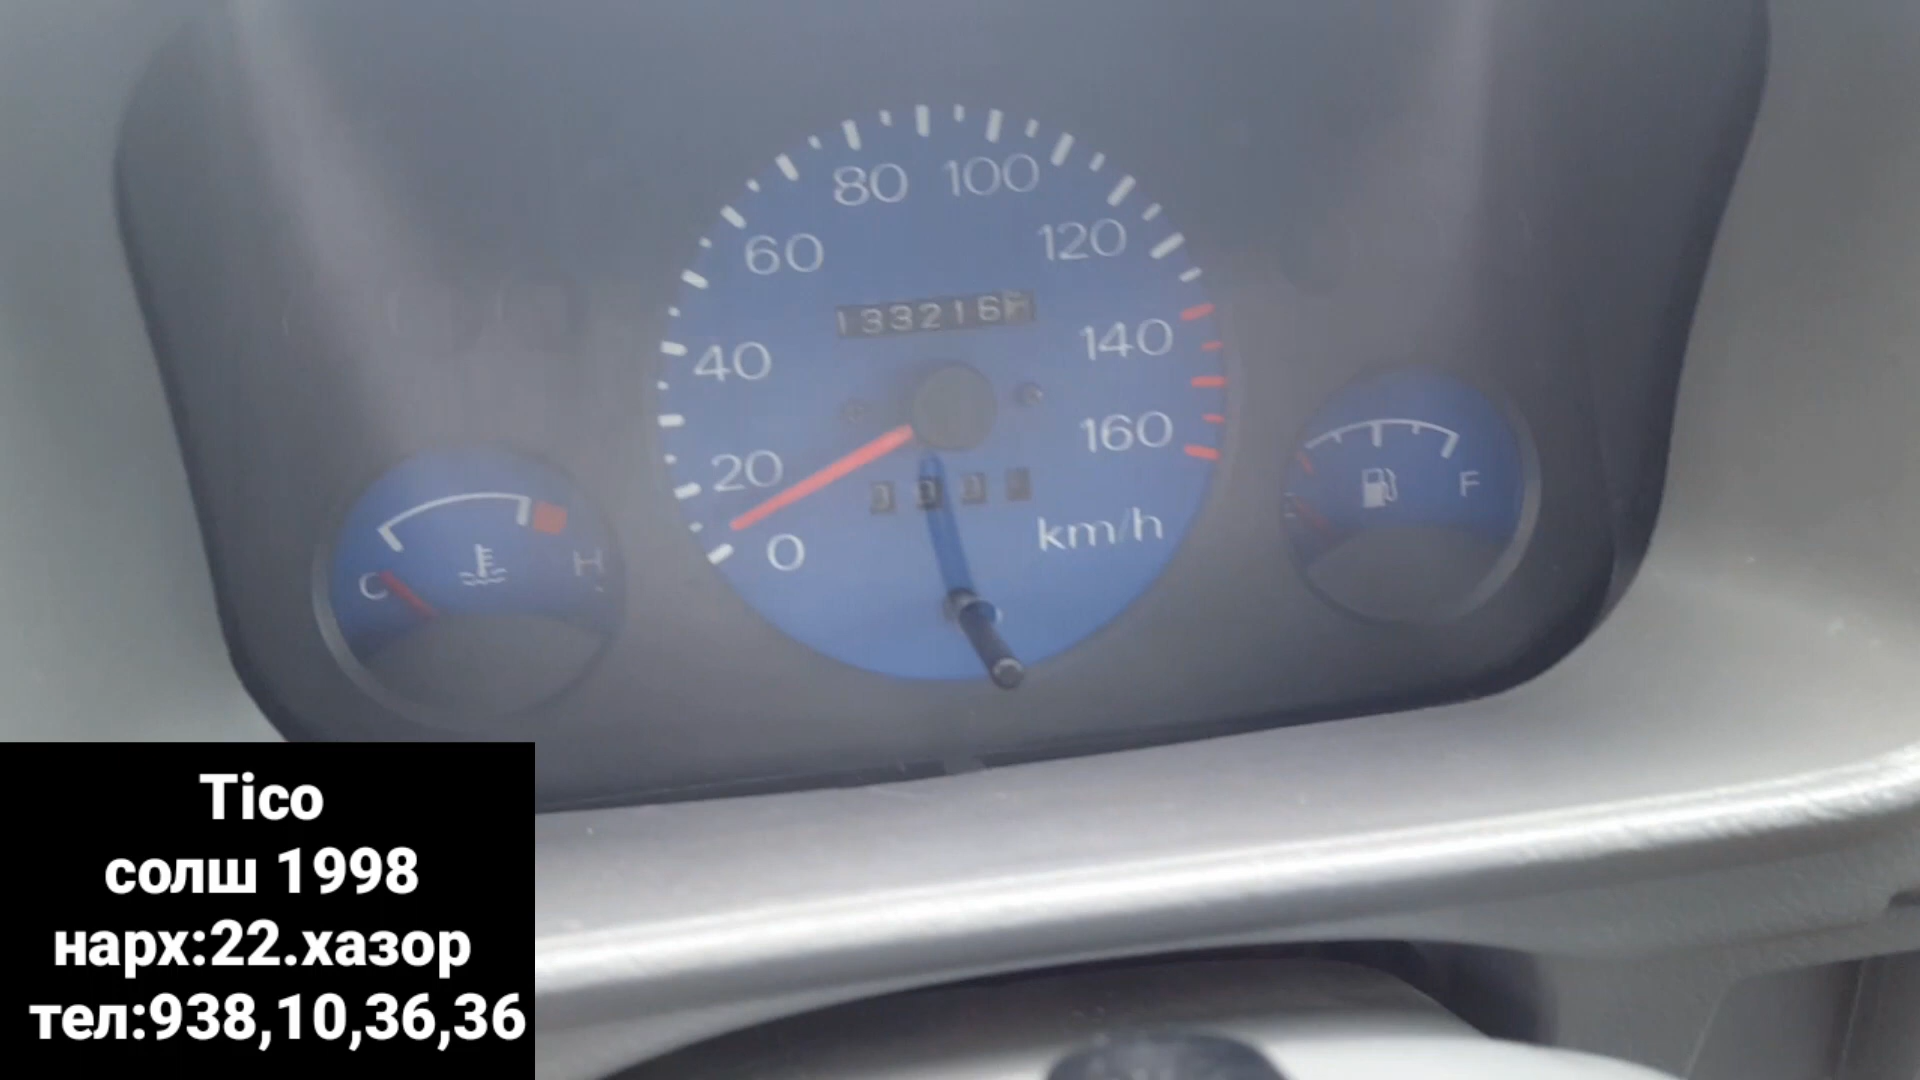 80 100
60 120
133216
40 140
20 160
0 km/h
C H
F
Tico
солш 1998
нарх:22.хазор
тел:938,10,36,36